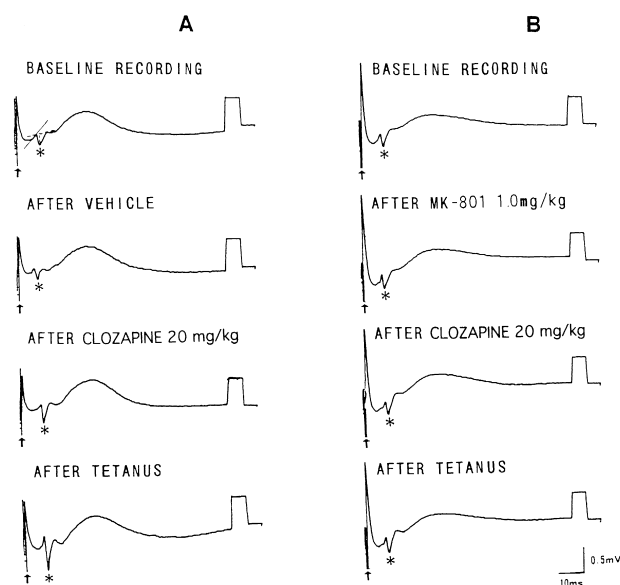 A
BASELINE RECORDING
*
↑
AFTER VEHICLE
*
↑
AFTER CLOZAPINE 20 mg/kg
*
↑
AFTER TETANUS
*
↑
B
BASELINE RECORDING
*
↑
AFTER MK-801 1.0mg/kg
*
↑
AFTER CLOZAPINE 20 mg/kg
*
↑
AFTER TETANUS
*
↑
0.5mV
10ms